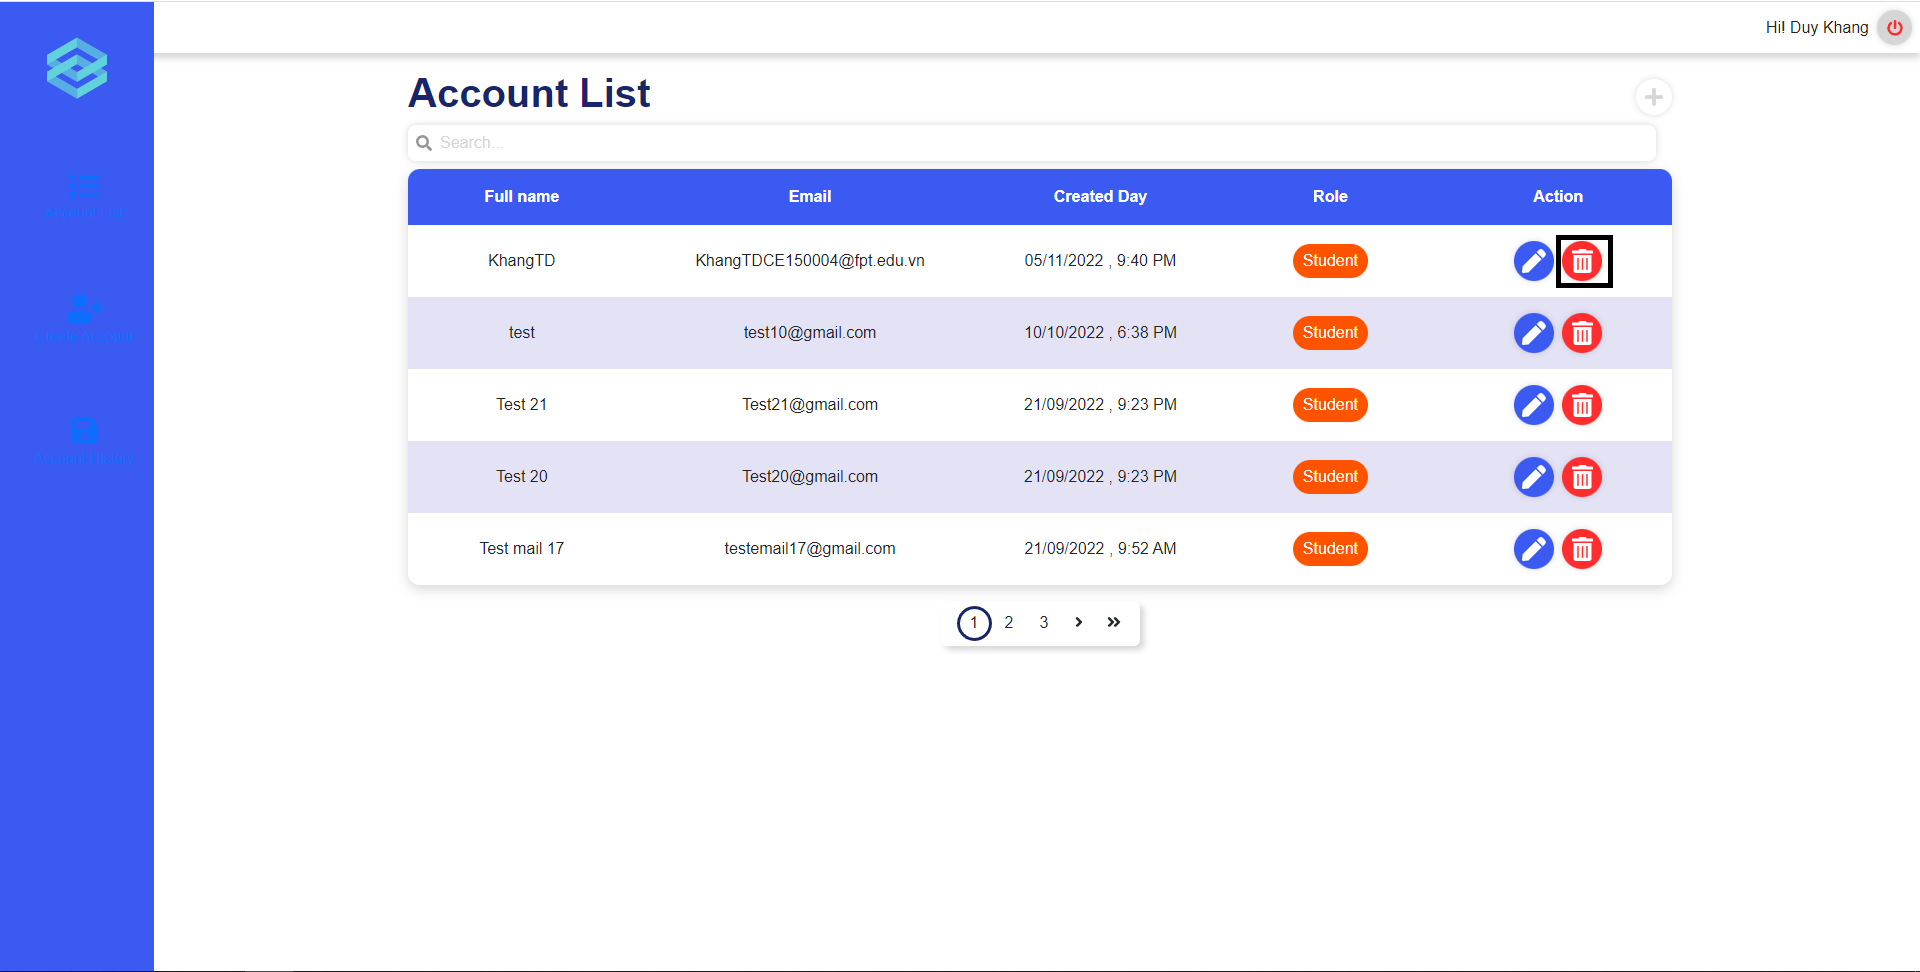 Hi! Duy Khang
Account List
Search...
Full name Email Created Day Role Action
KhangTD KhangTDCE150004@fpt.edu.vn 05/11/2022 , 9:40 PM Student
test test10@gmail.com 10/10/2022 , 6:38 PM Student
Test 21 Test21@gmail.com 21/09/2022 , 9:23 PM Student
Test 20 Test20@gmail.com 21/09/2022 , 9:23 PM Student
Test mail 17 testemail17@gmail.com 21/09/2022 , 9:52 AM Student
1 2 3 › »
Create Account